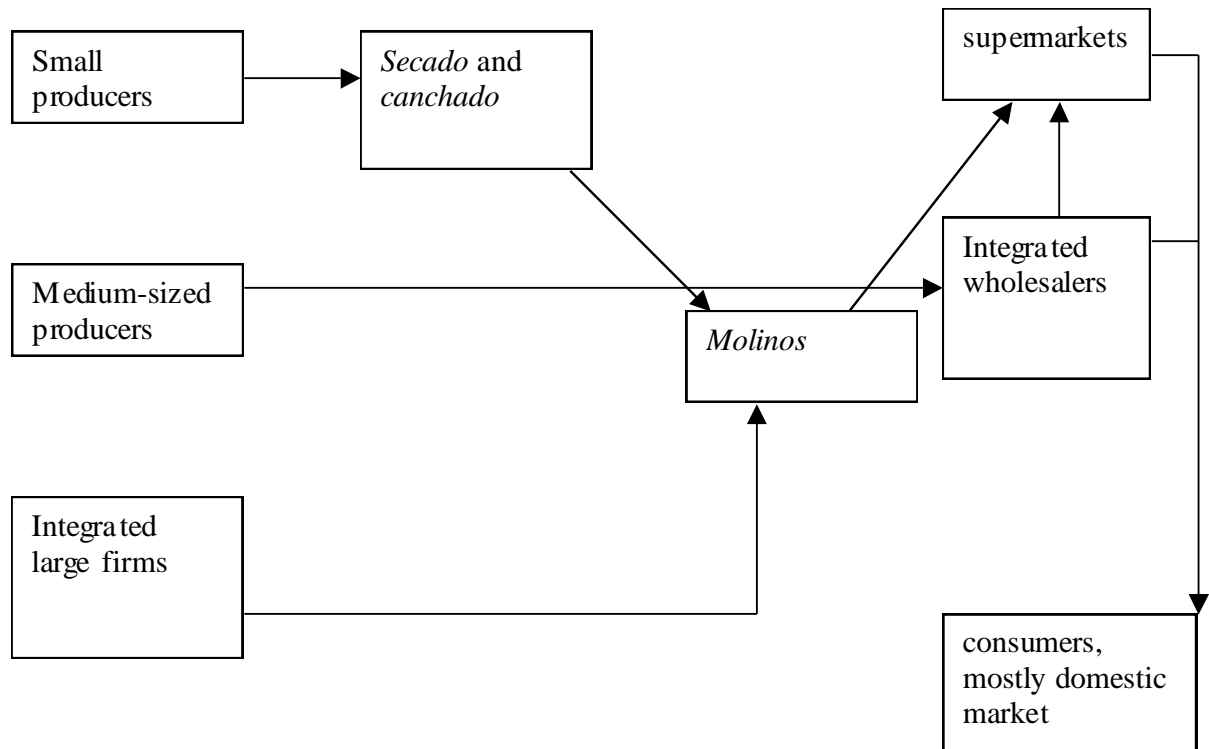 Small
producers
Secado and
canchado
supermarkets
Medium-sized
producers
Molinos
Integrated
wholesalers
Integrated
large firms
consumers,
mostly domestic
market